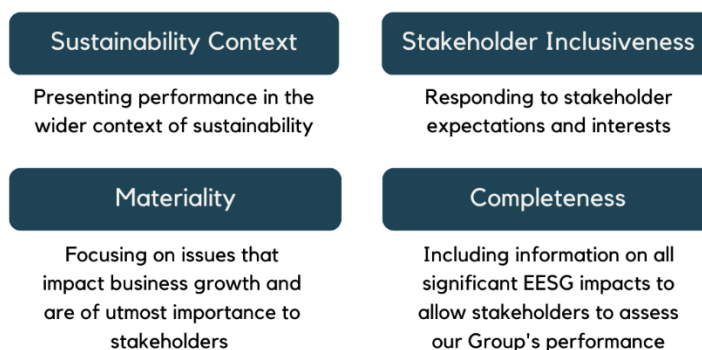 Sustainability Context
Presenting performance in the
wider context of sustainability
Stakeholder Inclusiveness
Responding to stakeholder
expectations and interests
Materiality
Focusing on issues that
impact business growth and
are of utmost importance to
stakeholders
Completeness
Including information on all
significant EESG impacts to
allow stakeholders to assess
our Group's performance